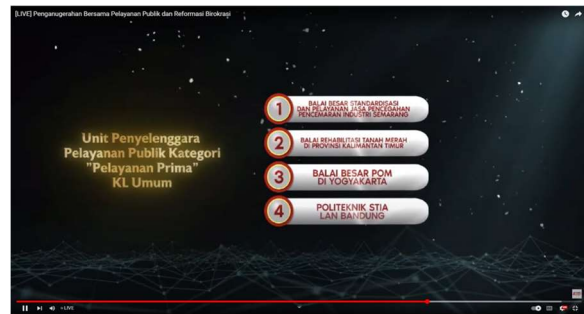 [LIVE] Penganugerahan Bersama Pelayanan Publik dan Reformasi Birokrasi
Unit Penyelenggara
Pelayanan Publik Kategori
"Pelayanan Prima"
KL Umum
1
BALAI BESAR STANDARDISASI
DAN PELAYANAN JASA PENCEGAHAN
PENCEMARAN INDUSTRI SEMARANG
2
BALAI REHABILITASI TANAH MERAH
DI PROVINSI KALIMANTAN TIMUR
3
BALAI BESAR POM
DI YOGYAKARTA
4
POLITEKNIK STIA
LAN BANDUNG
LIVE